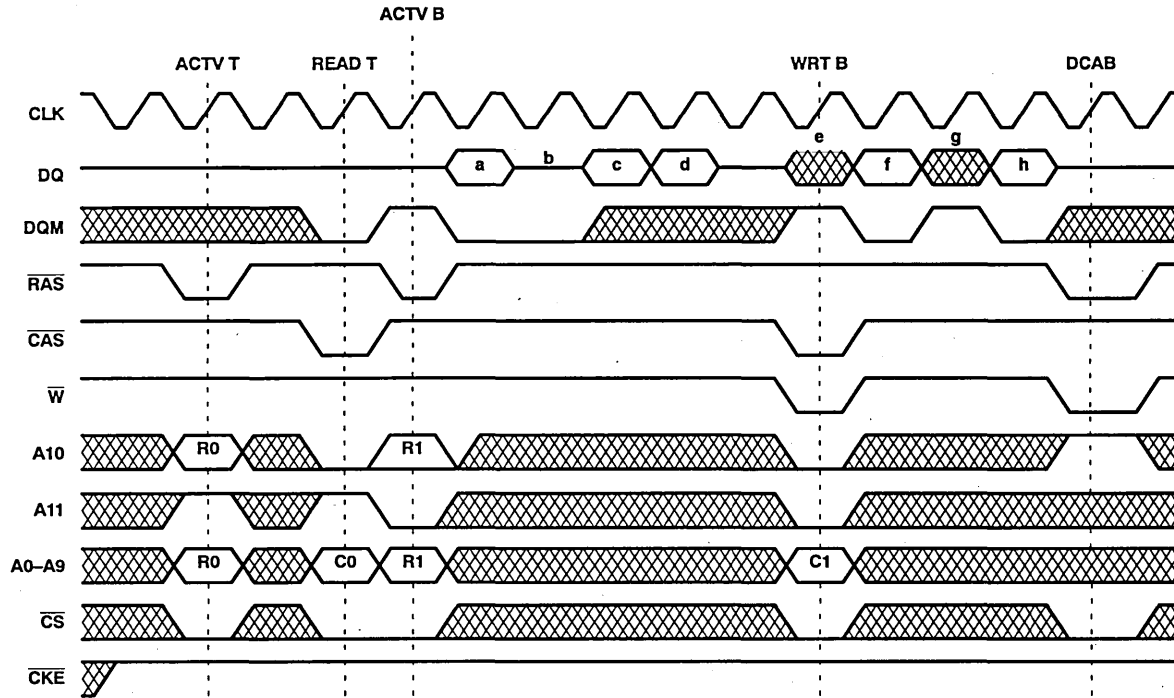 ACTV B
ACTV T READ T WRT B DCAB
CLK
e g
DQ a b c d f h
DQM
RAS
CAS
W
A10 R0 R1
A11
A0–A9 R0 C0 R1 C1
CS
CKE